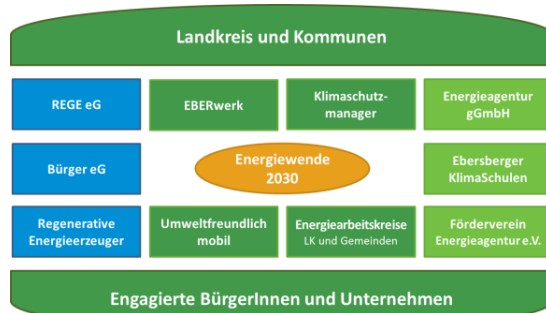 Landkreis und Kommunen
REGE eG
EBERwerk
Klimaschutz-
manager
Energieagentur
gGmbH
Bürger eG
Energiewende
2030
Ebersberger
KlimaSchulen
Regenerative
Energieerzeuger
Umweltfreundlich
mobil
Energiearbeitskreise
LK und Gemeinden
Förderverein
Energieagentur e.V.
Engagierte BürgerInnen und Unternehmen